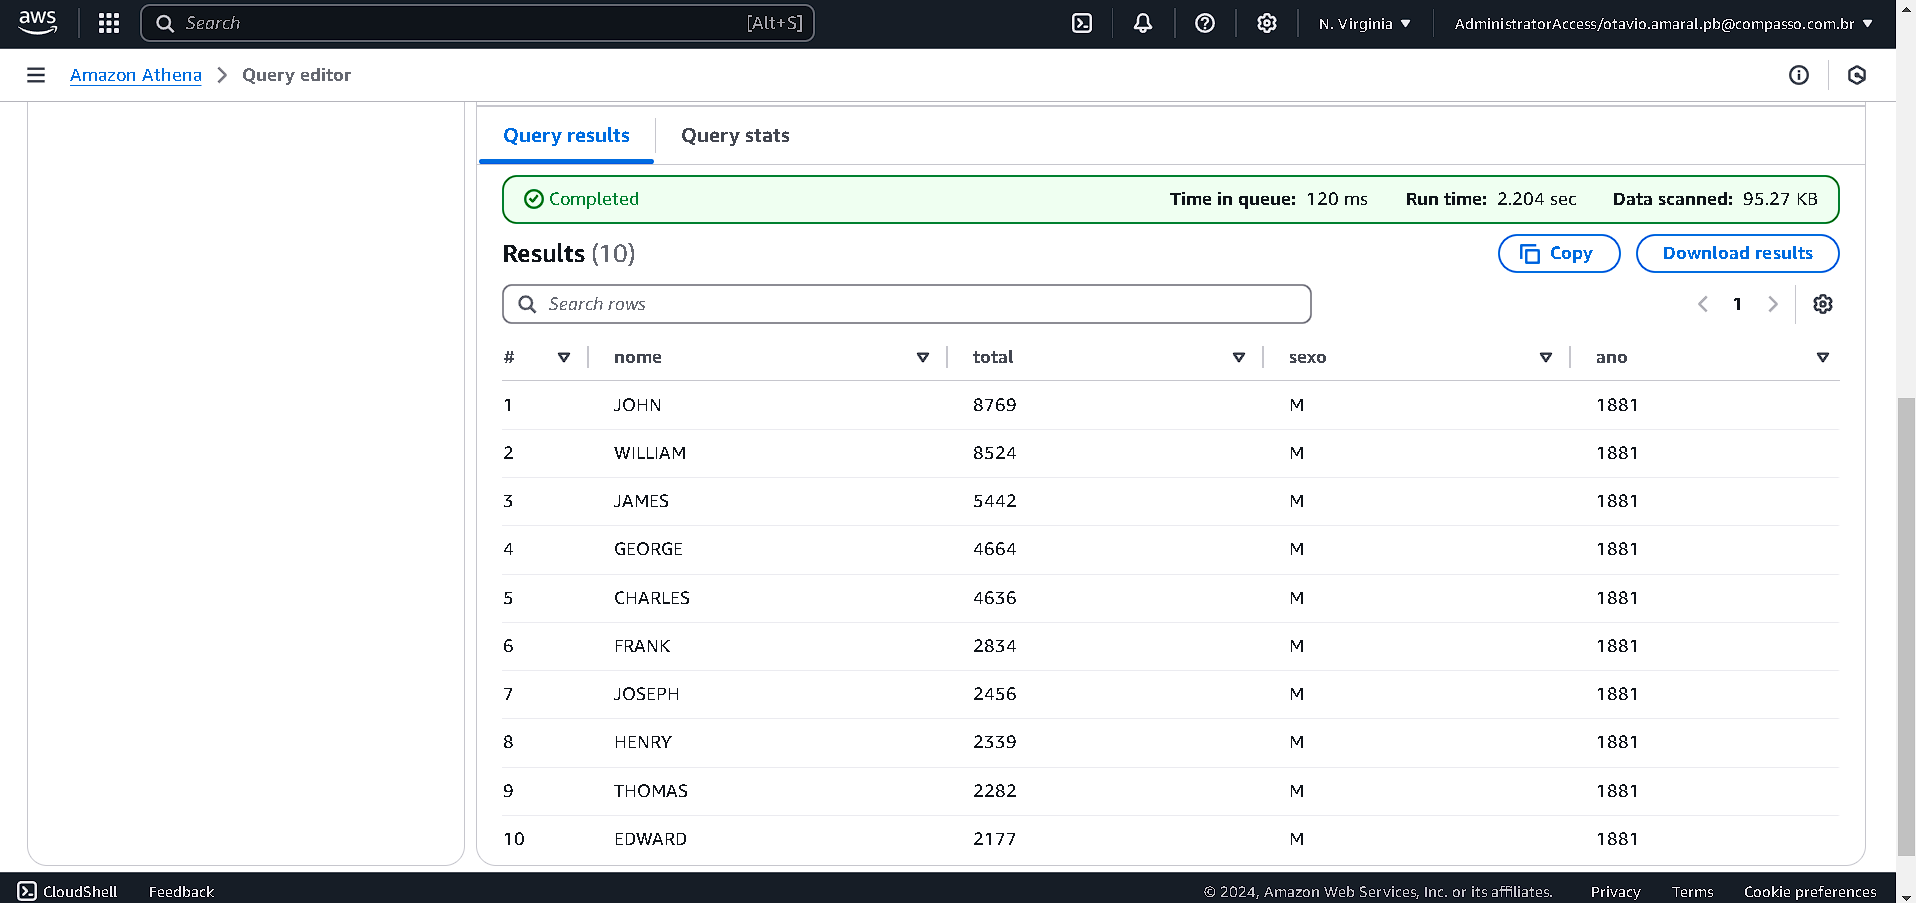 aws Search [Alt+S] N. Virginia AdministratorAccess/otavio.amaral.pb@compasso.com.br
Amazon Athena Query editor
Query results Query stats
Completed Time in queue: 120 ms Run time: 2.204 sec Data scanned: 95.27 KB
Results (10) Copy Download results
Search rows 1
# nome total sexo ano
1 JOHN 8769 M 1881
2 WILLIAM 8524 M 1881
3 JAMES 5442 M 1881
4 GEORGE 4664 M 1881
5 CHARLES 4636 M 1881
6 FRANK 2834 M 1881
7 JOSEPH 2456 M 1881
8 HENRY 2339 M 1881
9 THOMAS 2282 M 1881
10 EDWARD 2177 M 1881
CloudShell Feedback © 2024, Amazon Web Services, Inc. or its affiliates. Privacy Terms Cookie preferences